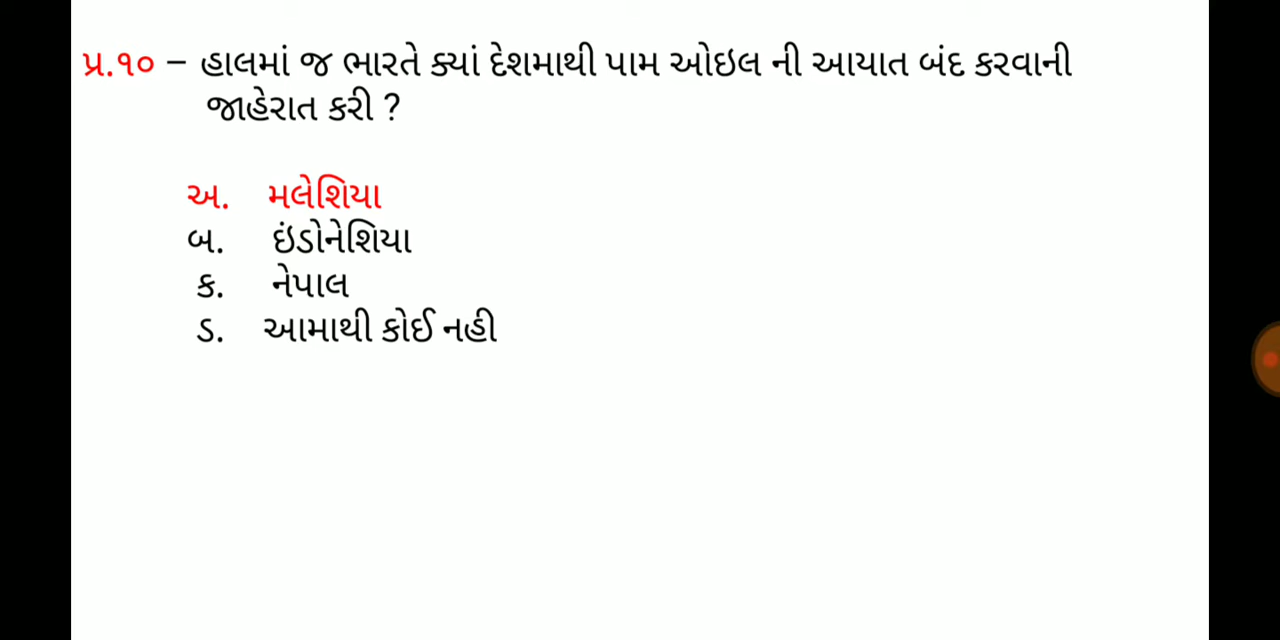 પ્ર.૧૦ – હાલમાં જ ભારતે ક્યાં દેશમાથી પામ ઓઇલ ની આયાત બંદ કરવાની
જાહેરાત કરી ?
અ. મલેશિયા
બ. ઇંડોનેશિયા
ક. નેપાલ
ડ. આમાથી કોઈ નહી